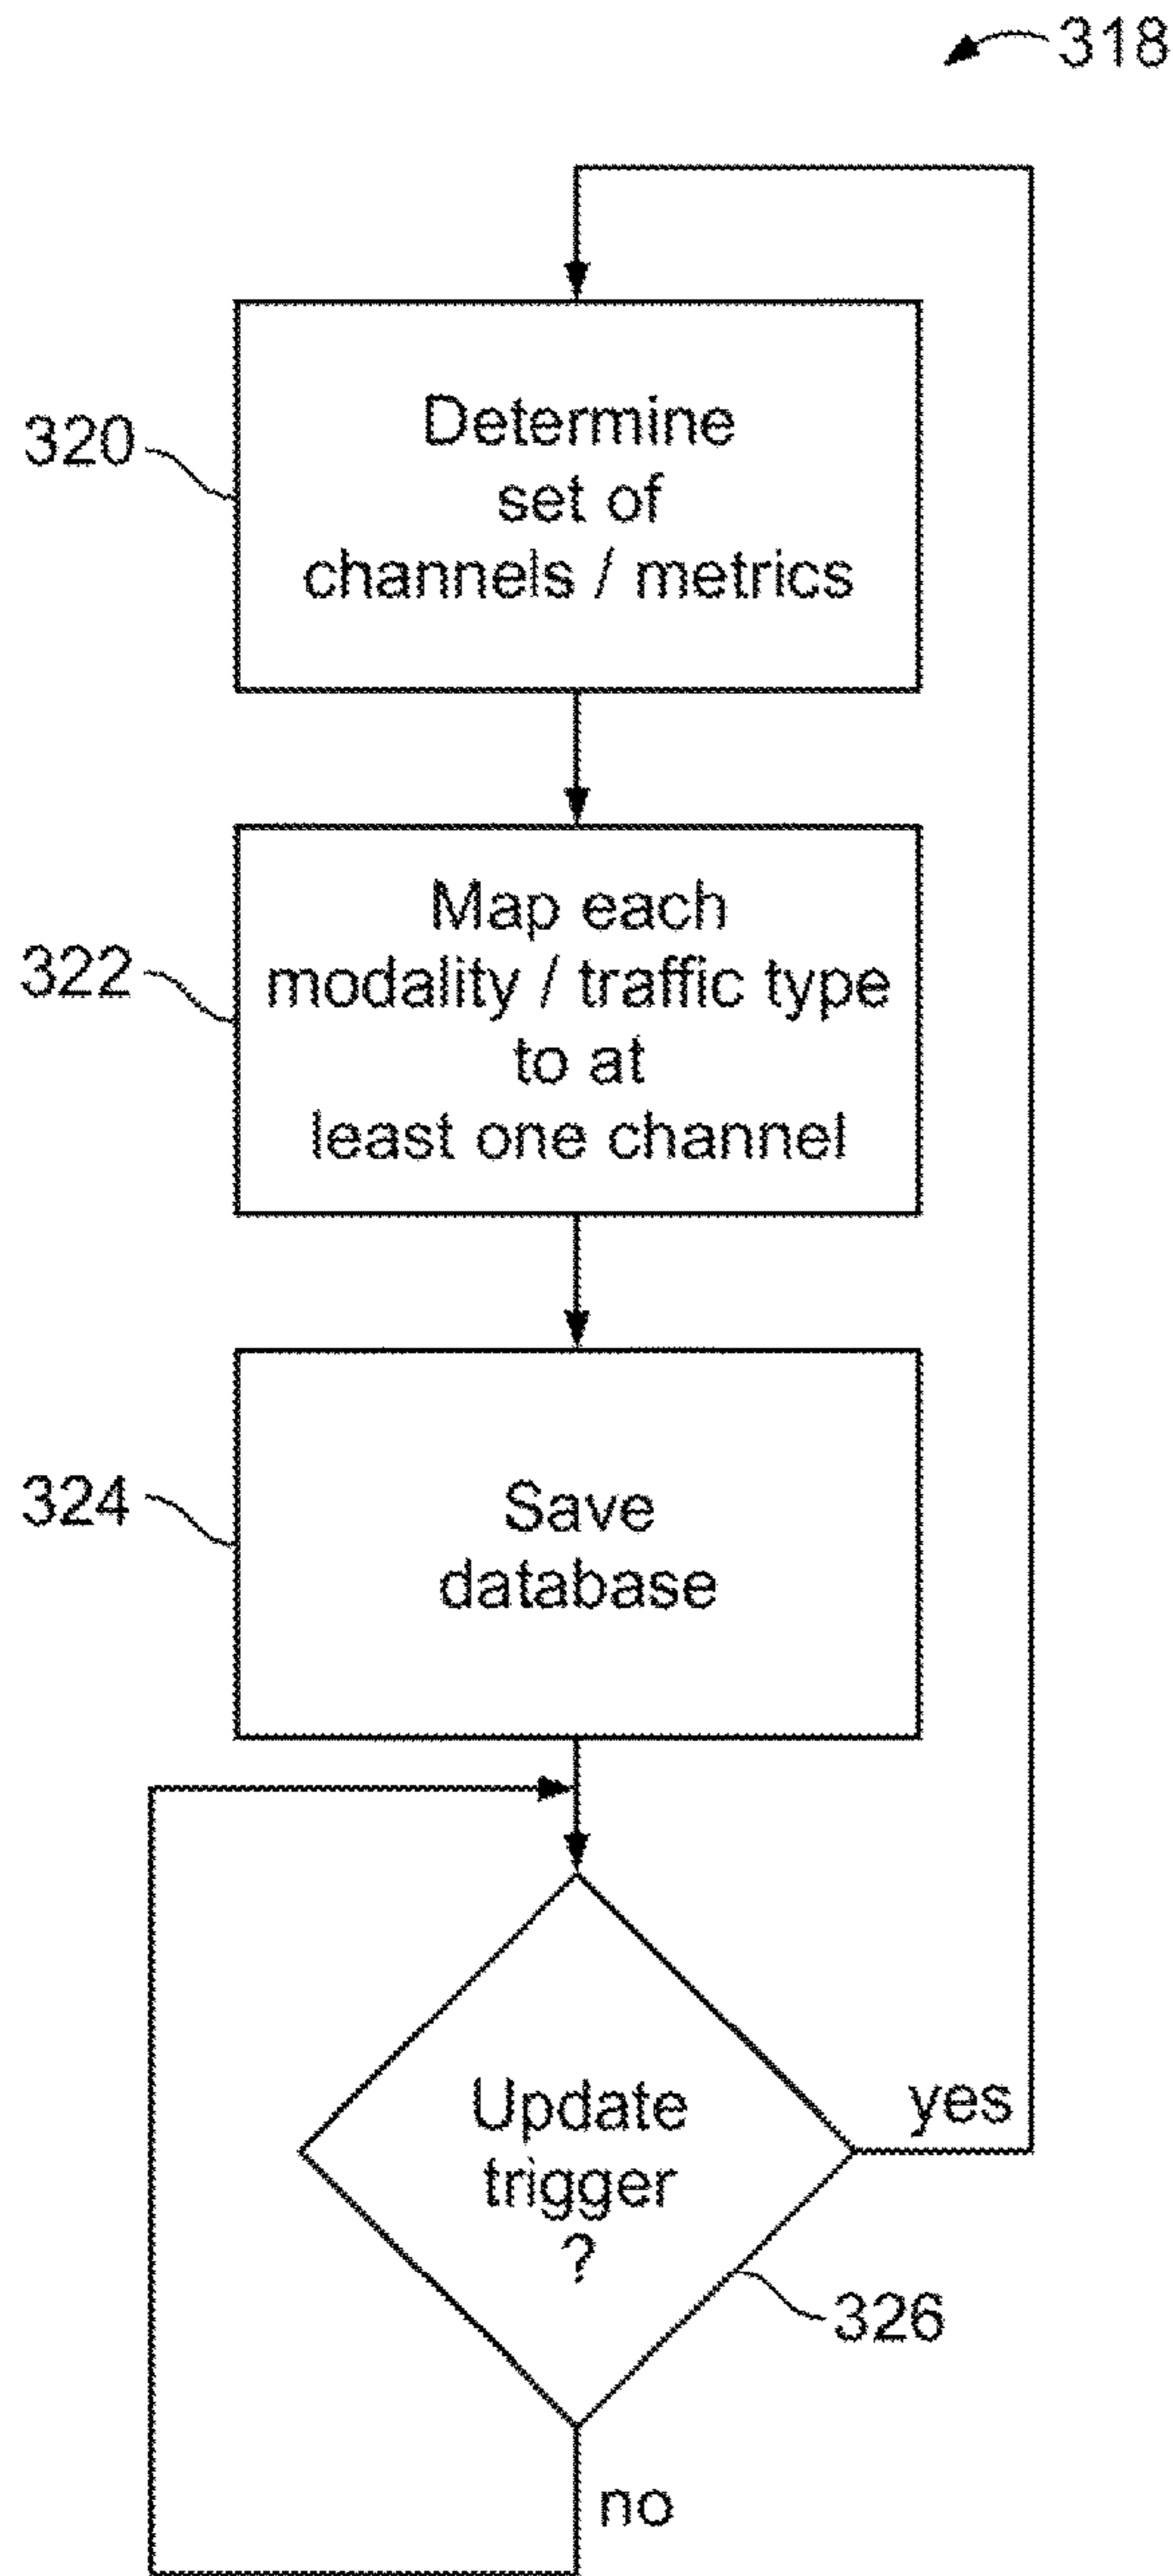 318
320
Determine
set of
channels / metrics
322
Map each
modality / traffic type
to at
least one channel
324
Save
database
Update
trigger
?
yes
326
no